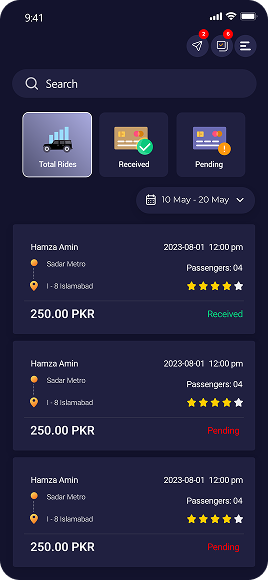 9:41
2
6
Search
Total Rides
Received
Pending
10 May - 20 May
Hamza Amin 2023-08-01 12:00 pm
Sadar Metro
Passengers: 04
I - 8 Islamabad
250.00 PKR Received
Hamza Amin 2023-08-01 12:00 pm
Sadar Metro
Passengers: 04
I - 8 Islamabad
250.00 PKR Pending
Hamza Amin 2023-08-01 12:00 pm
Sadar Metro
Passengers: 04
I - 8 Islamabad
250.00 PKR Pending